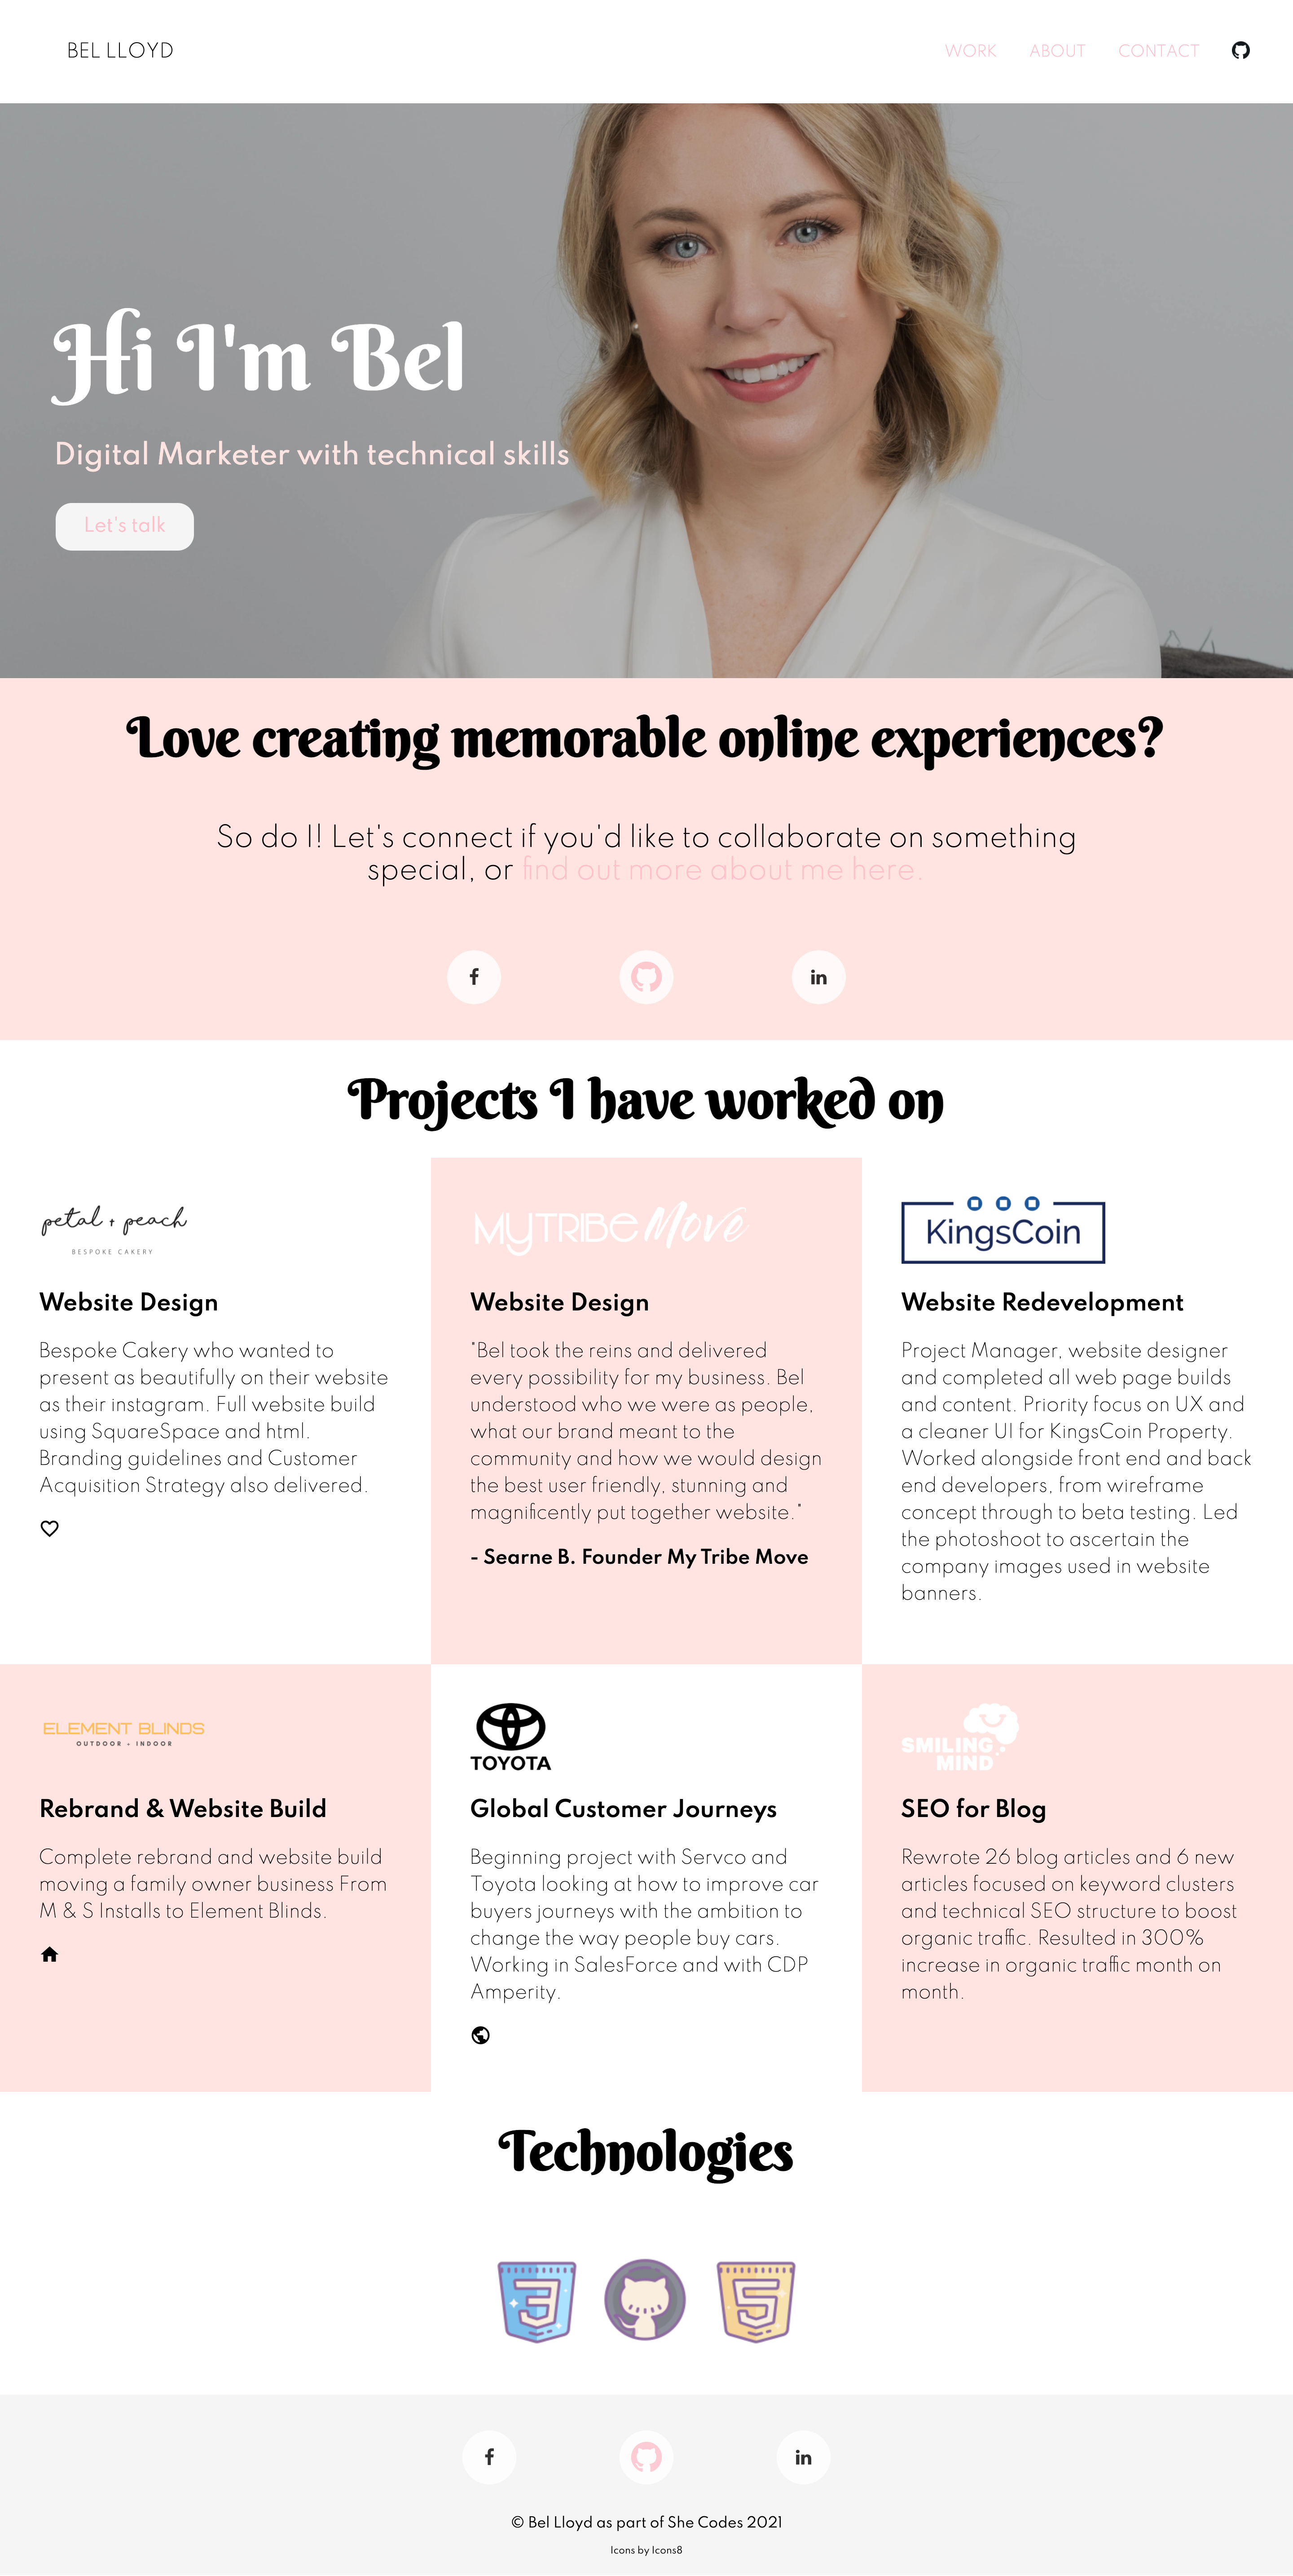 BEL LLOYD
WORK ABOUT CONTACT
Hi I'm Bel
Digital Marketer with technical skills
Let's talk
Love creating memorable online experiences?
So do I! Let's connect if you'd like to collaborate on something
special, or find out more about me here.
f
in
Projects I have worked on
petal + peach
BESPOKE CAKERY
Website Design
Bespoke Cakery who wanted to
present as beautifully on their website
as their instagram. Full website build
using SquareSpace and html.
Branding guidelines and Customer
Acquisition Strategy also delivered.
MyTRIBE Move
Website Design
"Bel took the reins and delivered
every possibility for my business. Bel
understood who we were as people,
what our brand meant to the
community and how we would design
the best user friendly, stunning and
magnificently put together website."
- Searne B. Founder My Tribe Move
KingsCoin
Website Redevelopment
Project Manager, website designer
and completed all web page builds
and content. Priority focus on UX and
a cleaner UI for KingsCoin Property.
Worked alongside front end and back
end developers, from wireframe
concept through to beta testing. Led
the photoshoot to ascertain the
company images used in website
banners.
ELEMENT BLINDS
OUTDOOR + INDOOR
Rebrand & Website Build
Complete rebrand and website build
moving a family owner business From
M & S Installs to Element Blinds.
TOYOTA
Global Customer Journeys
Beginning project with Servco and
Toyota looking at how to improve car
buyers journeys with the ambition to
change the way people buy cars.
Working in SalesForce and with CDP
Amperity.
SMILING
MIND
SEO for Blog
Rewrote 26 blog articles and 6 new
articles focused on keyword clusters
and technical SEO structure to boost
organic traffic. Resulted in 300%
increase in organic traffic month on
month.
Technologies
3
5
f
in
© Bel Lloyd as part of She Codes 2021
Icons by Icons8